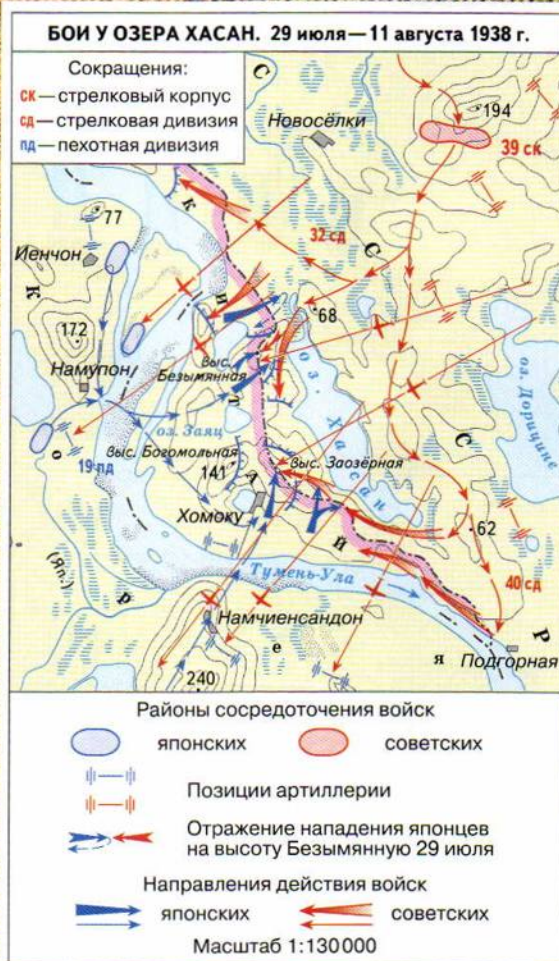 БОИ У ОЗЕРА ХАСАН. 29 июля — 11 августа 1938 г.
Сокращения:
ск — стрелковый корпус
сд — стрелковая дивизия
пд — пехотная дивизия
С
194
Новосёлки
39 ск
К
77
32 сд
С
Иенчон
К
и
68
172
выс. Безымянная
Намупон
т
оз. Хасан
оз. Дорицине
о
оз. Заяц
19 пд
выс. Богомольная
141
А
выс. Заозёрная
С
Хомоку
62
й
(Яп.)
р
Тумень-Ула
40 сд
Намчиенсандон
Р
240
е
я
Подгорная
Районы сосредоточения войск
японских
советских
Позиции артиллерии
Отражение нападения японцев
на высоту Безымянную 29 июля
Направления действия войск
японских
советских
Масштаб 1:130 000